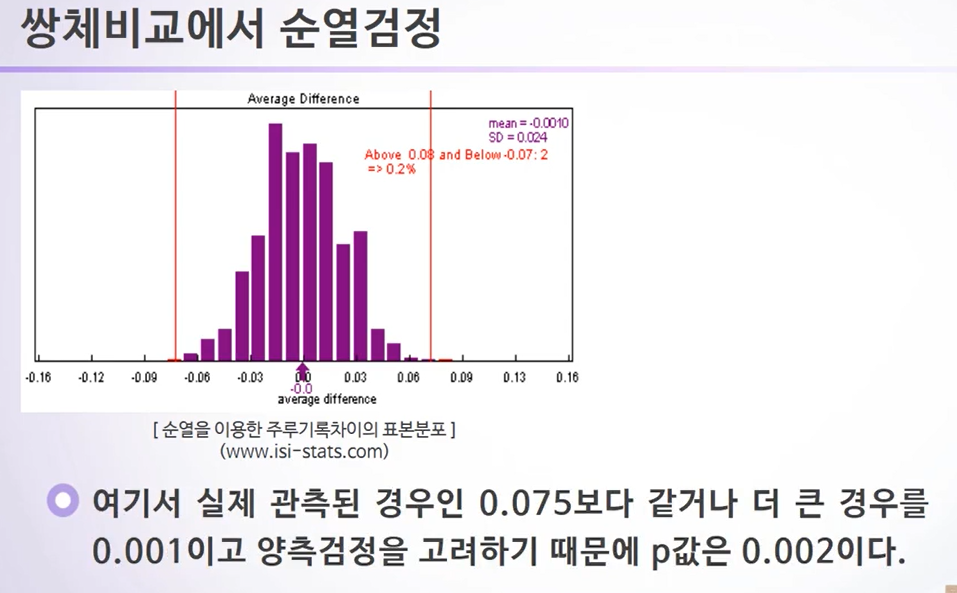 쌍체비교에서 순열검정
Average Difference
mean = -0.0010
SD = 0.024
Above 0.08 and Below -0.07: 2
=> 0.2%
-0.16 -0.12 -0.09 -0.06 -0.03 0.0 0.03 0.06 0.09 0.13 0.16
-0.0
average difference
[ 순열을 이용한 주루기록차이의 표본분포 ]
(www.isi-stats.com)
여기서 실제 관측된 경우인 0.075보다 같거나 더 큰 경우를
0.001이고 양측검정을 고려하기 때문에 p값은 0.002이다.